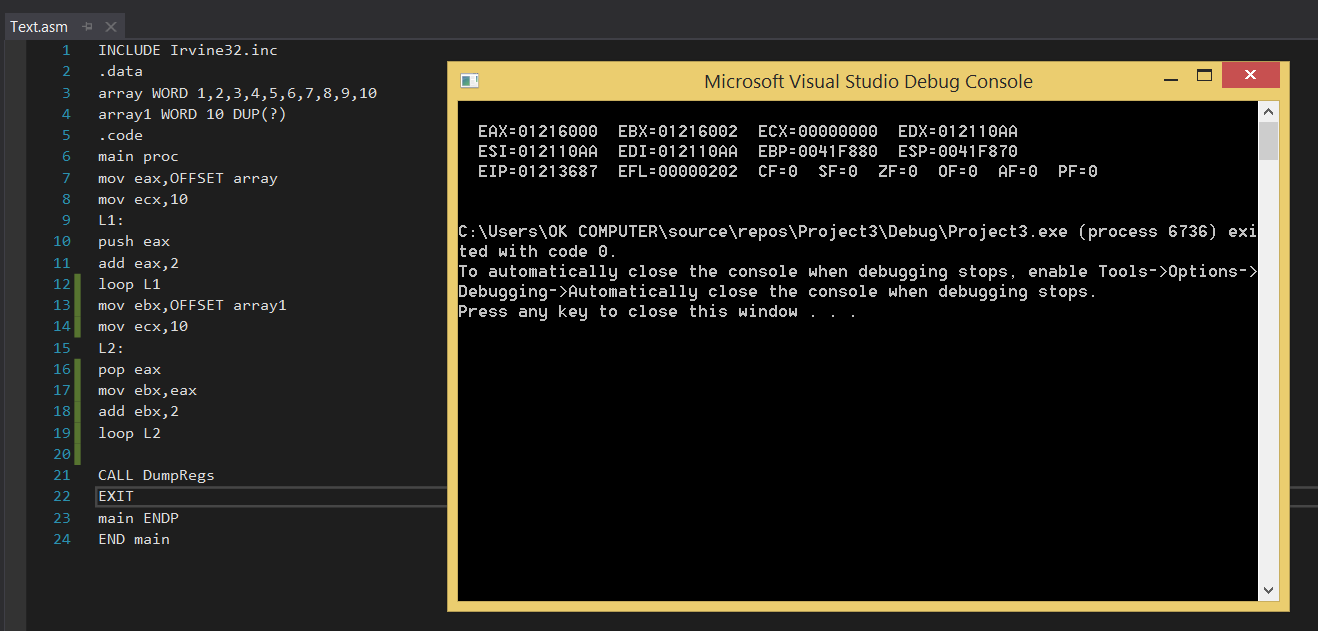 Text.asm
1 INCLUDE Irvine32.inc
2 .data
3 array WORD 1,2,3,4,5,6,7,8,9,10
4 array1 WORD 10 DUP(?)
5 .code
6 main proc
7 mov eax,OFFSET array
8 mov ecx,10
9 L1:
10 push eax
11 add eax,2
12 loop L1
13 mov ebx,OFFSET array1
14 mov ecx,10
15 L2:
16 pop eax
17 mov ebx,eax
18 add ebx,2
19 loop L2
20
21 CALL DumpRegs
22 EXIT
23 main ENDP
24 END main
Microsoft Visual Studio Debug Console
EAX=01216000 EBX=01216002 ECX=00000000 EDX=012110AA
ESI=012110AA EDI=012110AA EBP=0041F880 ESP=0041F870
EIP=01213687 EFL=00000202 CF=0 SF=0 ZF=0 OF=0 AF=0 PF=0
C:\Users\OK COMPUTER\source\repos\Project3\Debug\Project3.exe (process 6736) exi
ted with code 0.
To automatically close the console when debugging stops, enable Tools->Options->
Debugging->Automatically close the console when debugging stops.
Press any key to close this window . . .